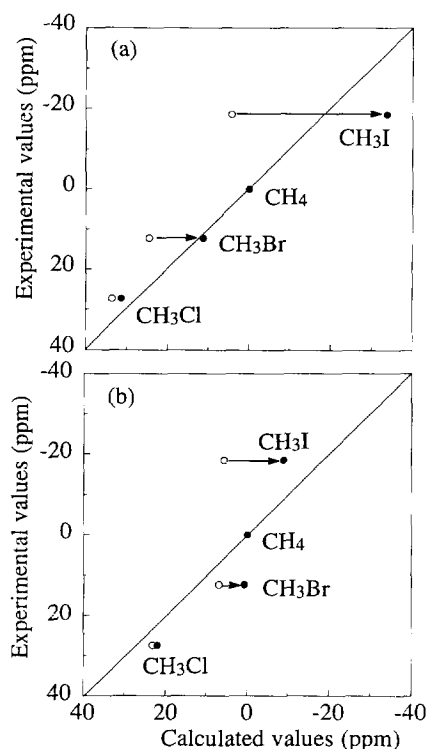 -40
(a)
-20
CH3I
0
CH4
CH3Br
20
CH3Cl
40
Experimental values (ppm)
-40
(b)
CH3I
-20
0
CH4
CH3Br
20
CH3Cl
40
Experimental values (ppm)
40 20 0 -20 -40
Calculated values (ppm)